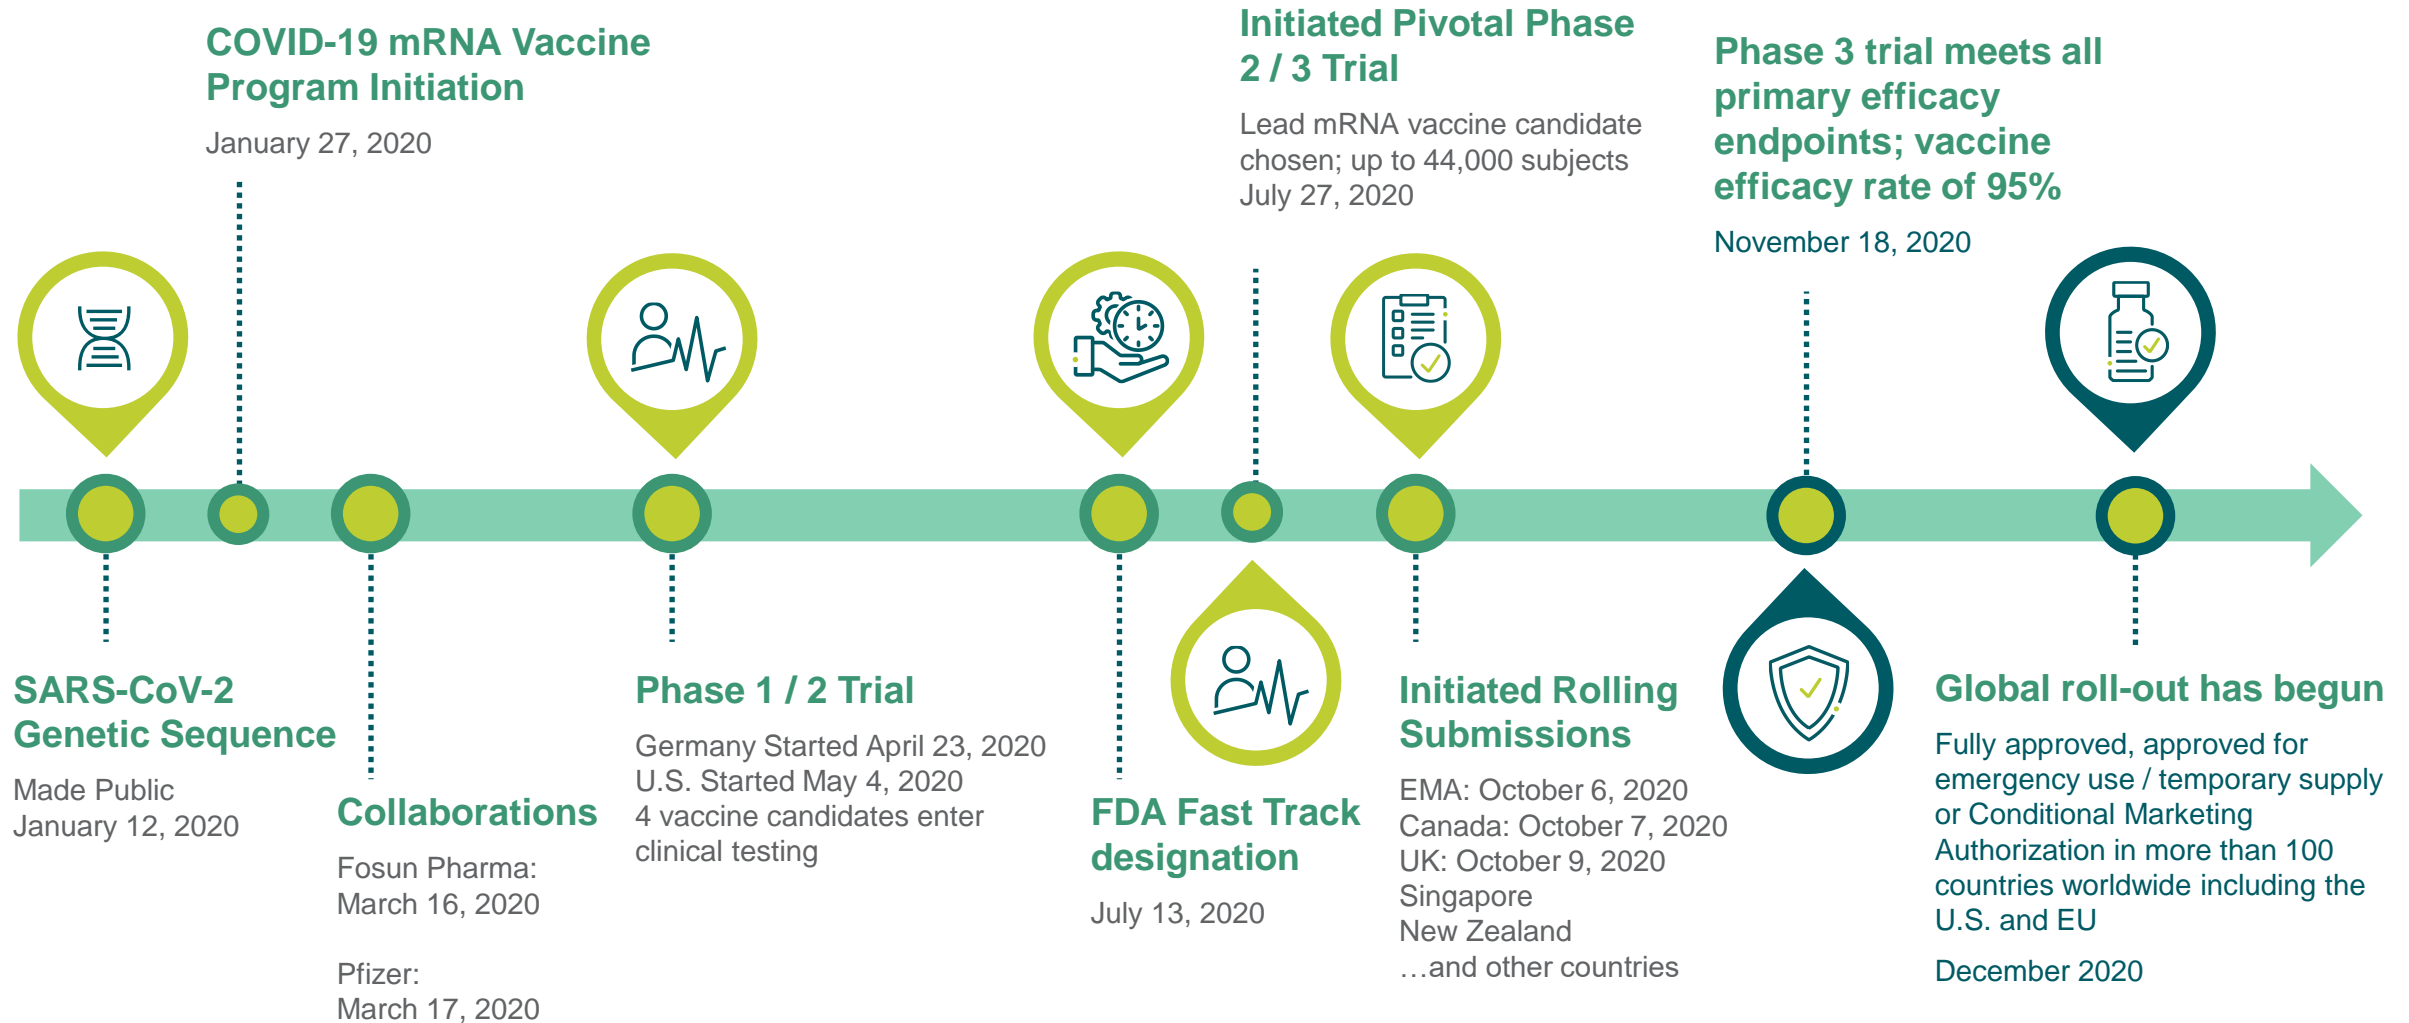 COVID-19 mRNA Vaccine
Program Initiation
January 27, 2020
Initiated Pivotal Phase
2 / 3 Trial
Lead mRNA vaccine candidate
chosen; up to 44,000 subjects
July 27, 2020
Phase 3 trial meets all
primary efficacy
endpoints; vaccine
efficacy rate of 95%
November 18, 2020
SARS-CoV-2
Genetic Sequence
Made Public
January 12, 2020
Collaborations
Fosun Pharma:
March 16, 2020
Pfizer:
March 17, 2020
Phase 1 / 2 Trial
Germany Started April 23, 2020
U.S. Started May 4, 2020
4 vaccine candidates enter
clinical testing
FDA Fast Track
designation
July 13, 2020
Initiated Rolling
Submissions
EMA: October 6, 2020
Canada: October 7, 2020
UK: October 9, 2020
Singapore
New Zealand
…and other countries
Global roll-out has begun
Fully approved, approved for
emergency use / temporary supply
or Conditional Marketing
Authorization in more than 100
countries worldwide including the
U.S. and EU
December 2020